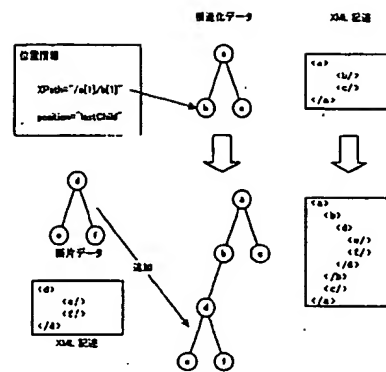 構造化データ
XML 記述
位置情報
XPath="/a[1]/b[1]"
position="lastChild"
a
b
c
<a>
<b/>
<c/>
</a>
d
e
f
断片データ
追加
<d>
<e/>
<f/>
</d>
XML 記述
a
b
c
d
e
f
<a>
<b>
<d>
<e/>
<f/>
</d>
</b>
<c/>
</a>